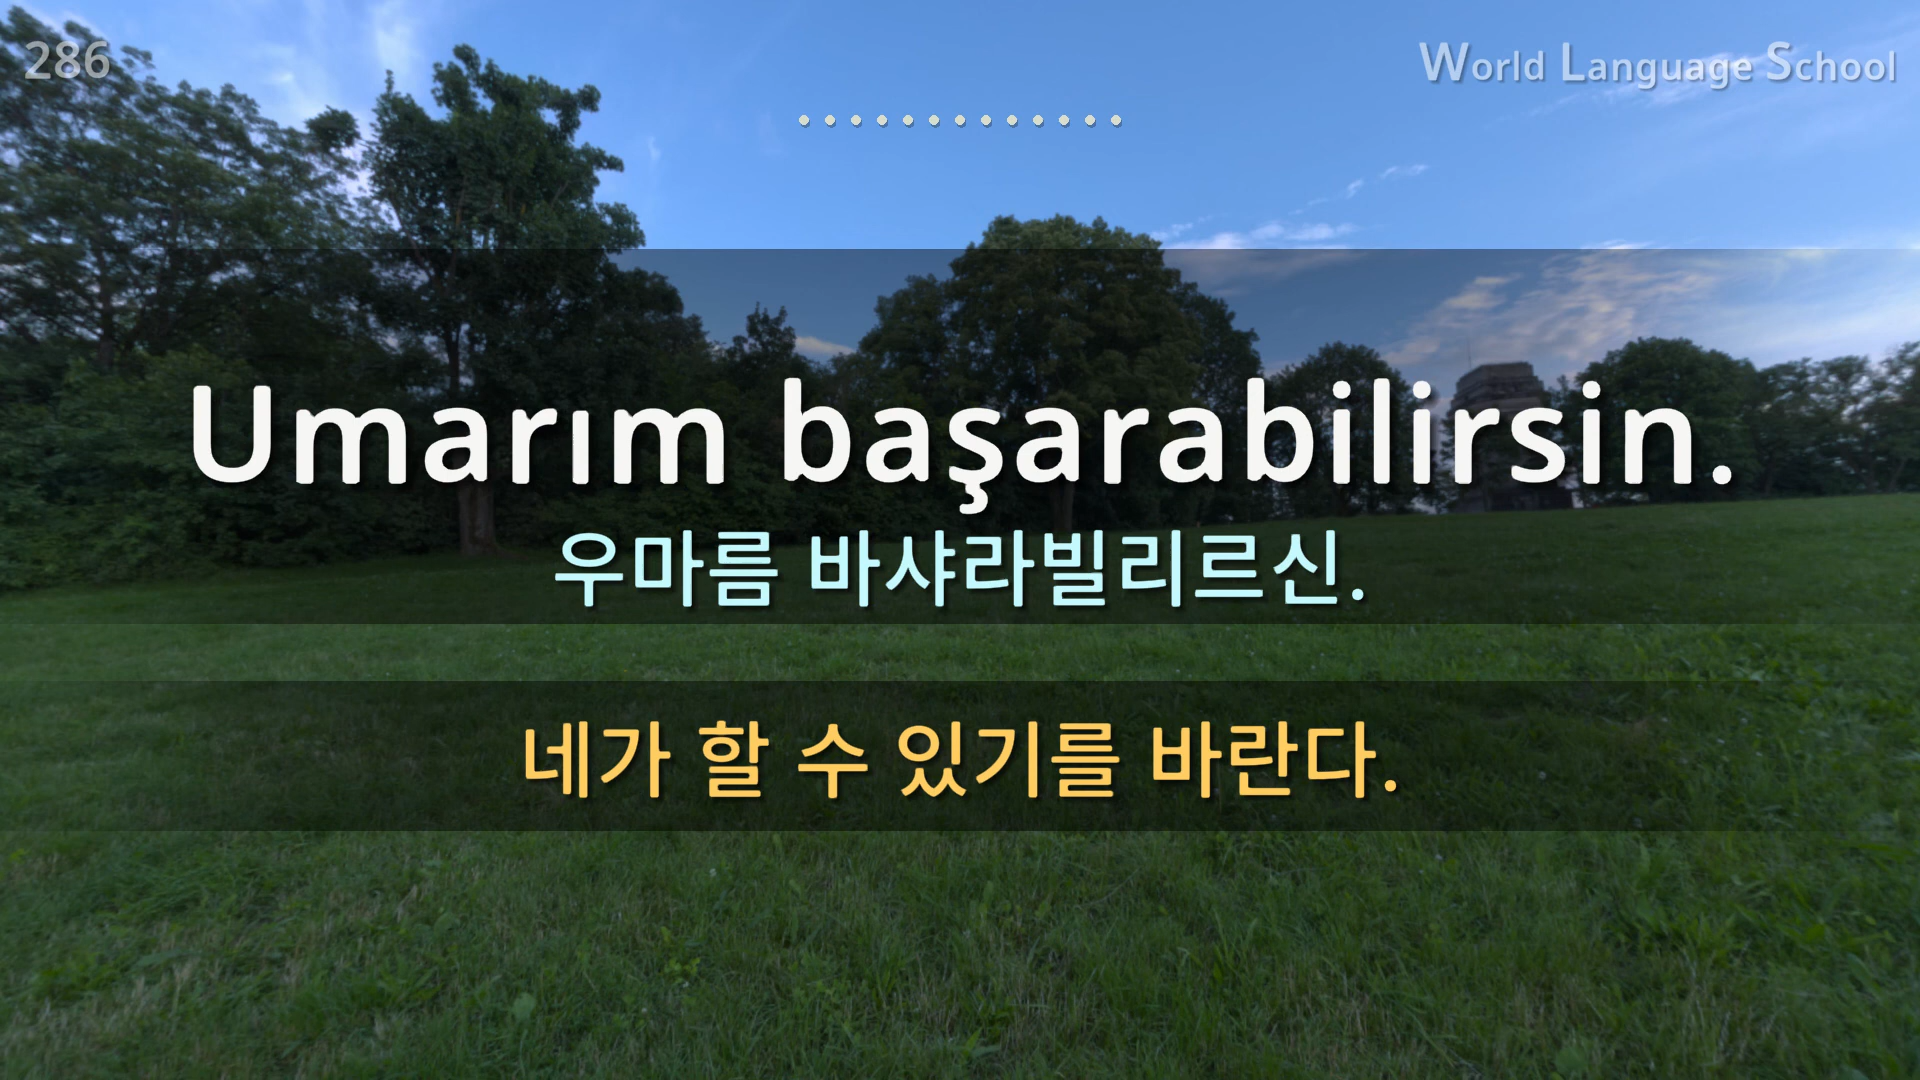 286
World Language School
Umarım başarabilirsin.
우마름 바샤라빌리르신.
네가 할 수 있기를 바란다.